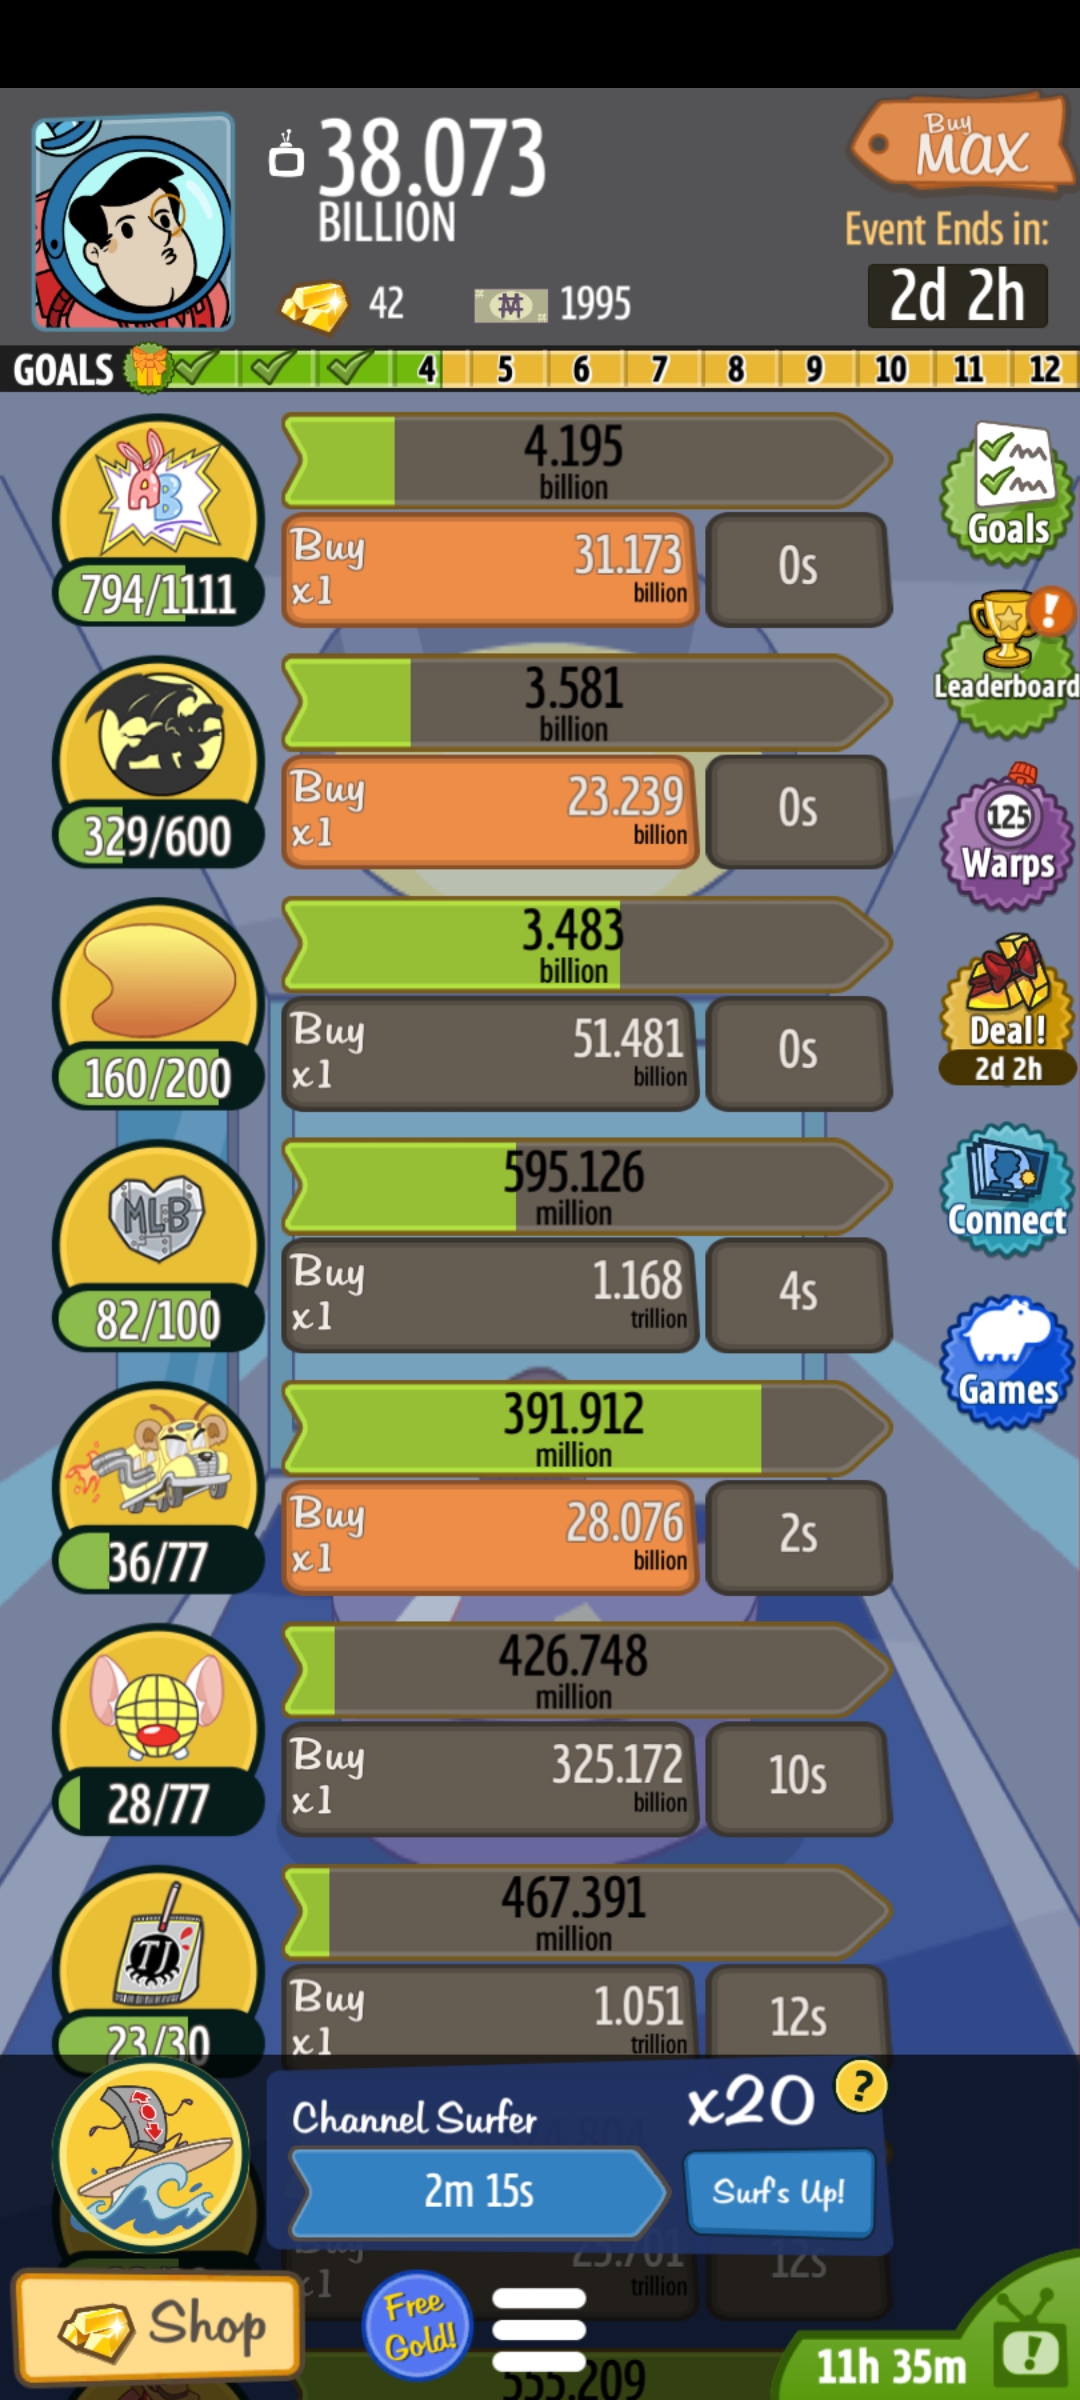 38.073
BILLION
Buy
MAX
Event Ends in:
2d 2h
42
1995
GOALS
4
5
6
7
8
9
10
11
12
AB
794/1111
4.195
billion
Buy
x1
31.173
billion
0s
Goals
329/600
3.581
billion
Buy
x1
23.239
billion
0s
Leaderboard
160/200
3.483
billion
Buy
x1
51.481
billion
0s
125
Warps
Deal!
2d 2h
MLB
82/100
595.126
million
Buy
x1
1.168
trillion
4s
Connect
Games
36/77
391.912
million
Buy
x1
28.076
billion
2s
28/77
426.748
million
Buy
x1
325.172
billion
10s
TJ
23/30
467.391
million
Buy
x1
1.051
trillion
12s
Channel Surfer
x20
?
2m 15s
Surf's Up!
Buy
x1
trillion
12s
Shop
Free
Gold!
555.209
11h 35m